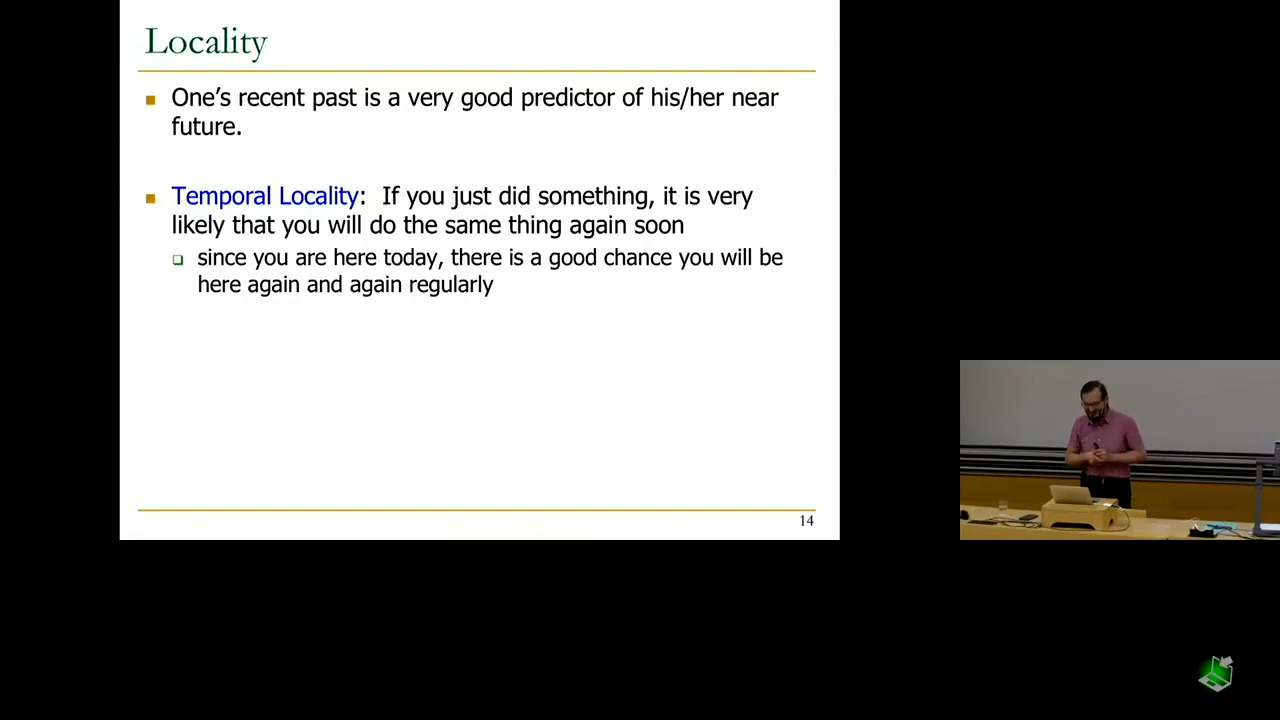 Locality
One’s recent past is a very good predictor of his/her near
future.
Temporal Locality: If you just did something, it is very
likely that you will do the same thing again soon
since you are here today, there is a good chance you will be
here again and again regularly
14